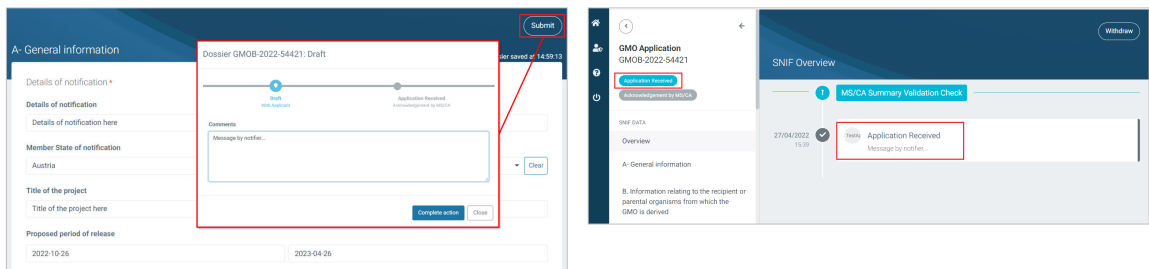 Submit
A- General information
sier saved at 14:59:13
Details of notification *
Details of notification
Details of notification here
Member State of notification
Austria
Clear
Title of the project
Title of the project here
Proposed period of release
2022-10-26
2023-04-26
Dossier GMOB-2022-54421: Draft
Draft
With Applicant
Application Received
Acknowledgement by MS/CA
Comments
Message by notifier...
Complete action
Close
GMO Application
GMOB-2022-54421
Application Received
Acknowledgement by MS/CA
SNIF DATA
Overview
A- General information
B. Information relating to the recipient or
parental organisms from which the
GMO is derived
Withdraw
SNIF Overview
MS/CA Summary Validation Check
27/04/2022
15:39
Application Received
Message by notifier...